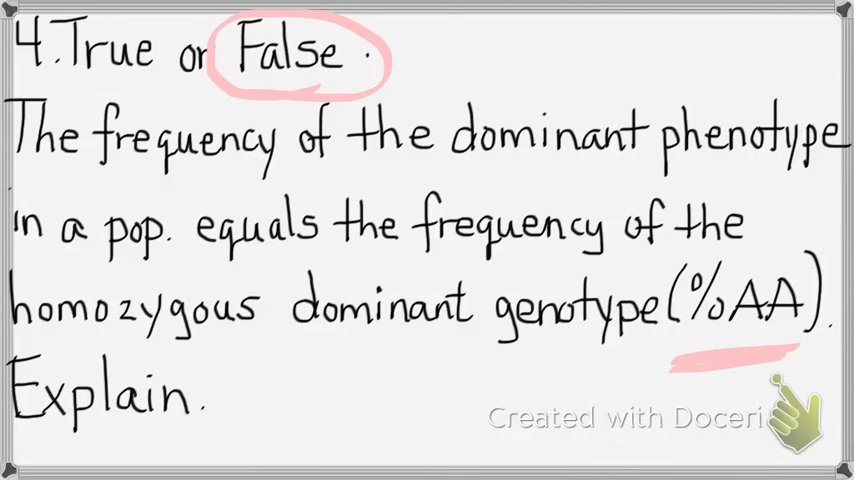 4. True or False.
The frequency of the dominant phenotype
in a pop. equals the frequency of the
homozygous dominant genotype (%AA).
Explain.
Created with Doceri